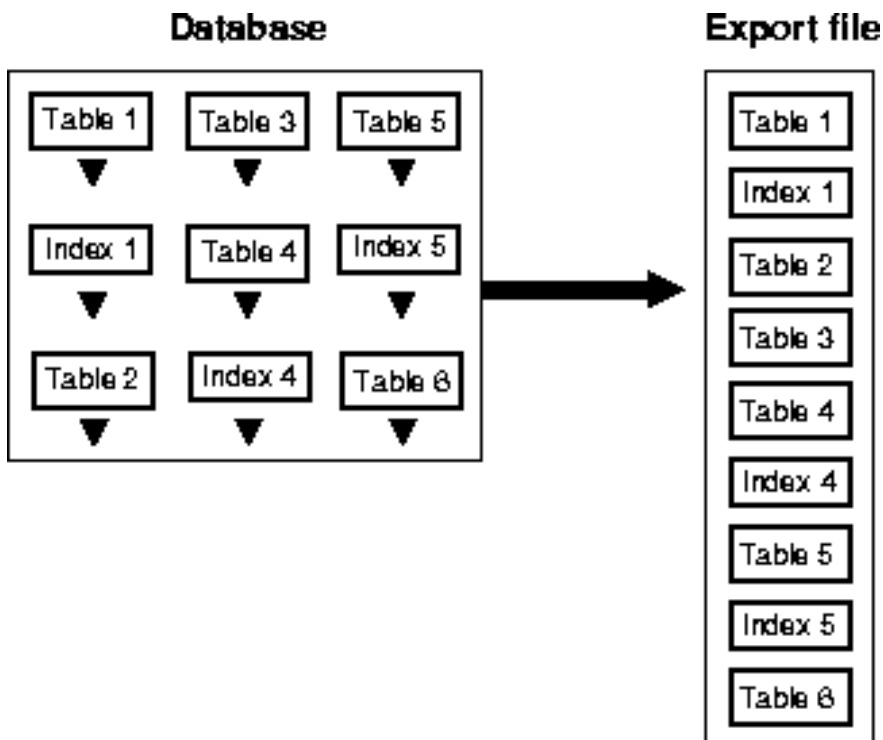 Database
Export file
Table 1
Table 3
Table 5
Index 1
Table 4
Index 5
Table 2
Index 4
Table 6
Table 1
Index 1
Table 2
Table 3
Table 4
Index 4
Table 5
Index 5
Table 6